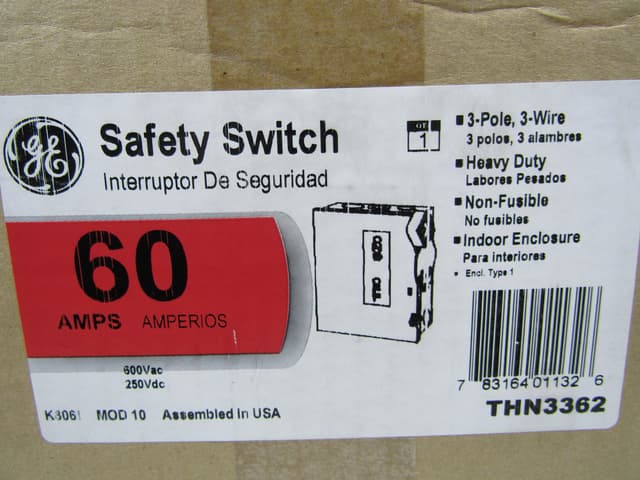 GE
Safety Switch
Interruptor De Seguridad
60
AMPS AMPERIOS
600Vac
250Vdc
MOD 10 Assembled In USA
QTY
1
3-Pole, 3-Wire
3 polos, 3 alambres
Heavy Duty
Labores Pesados
Non-Fusible
No fusibles
Indoor Enclosure
Para interiores
Encl. Type 1
7 83164 01132 6
THN3362